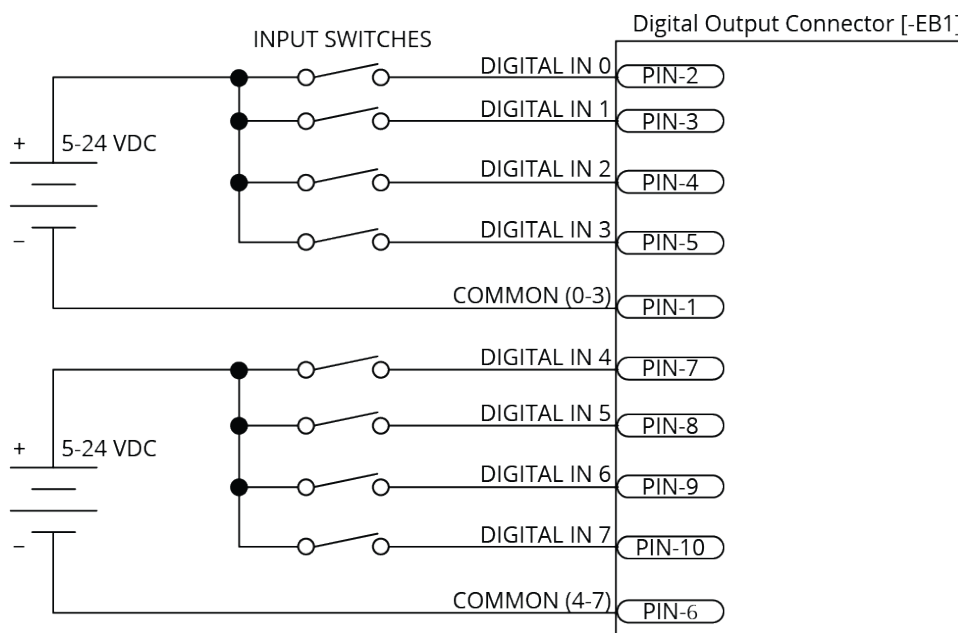 Digital Output Connector [-EB1]
INPUT SWITCHES
DIGITAL IN 0
PIN-2
DIGITAL IN 1
PIN-3
+ 5-24 VDC
DIGITAL IN 2
PIN-4
DIGITAL IN 3
PIN-5
–
COMMON (0-3)
PIN-1
DIGITAL IN 4
PIN-7
DIGITAL IN 5
PIN-8
+ 5-24 VDC
DIGITAL IN 6
PIN-9
DIGITAL IN 7
PIN-10
–
COMMON (4-7)
PIN-6